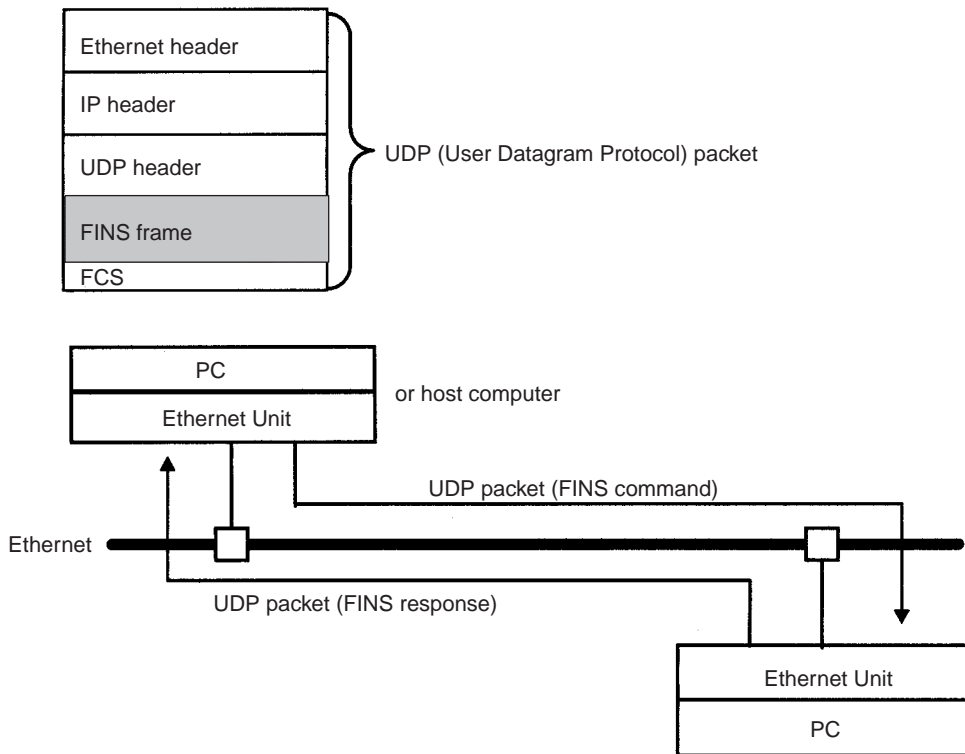 Ethernet header
IP header
UDP header
UDP (User Datagram Protocol) packet
FINS frame
FCS
PC
or host computer
Ethernet Unit
UDP packet (FINS command)
Ethernet
UDP packet (FINS response)
Ethernet Unit
PC